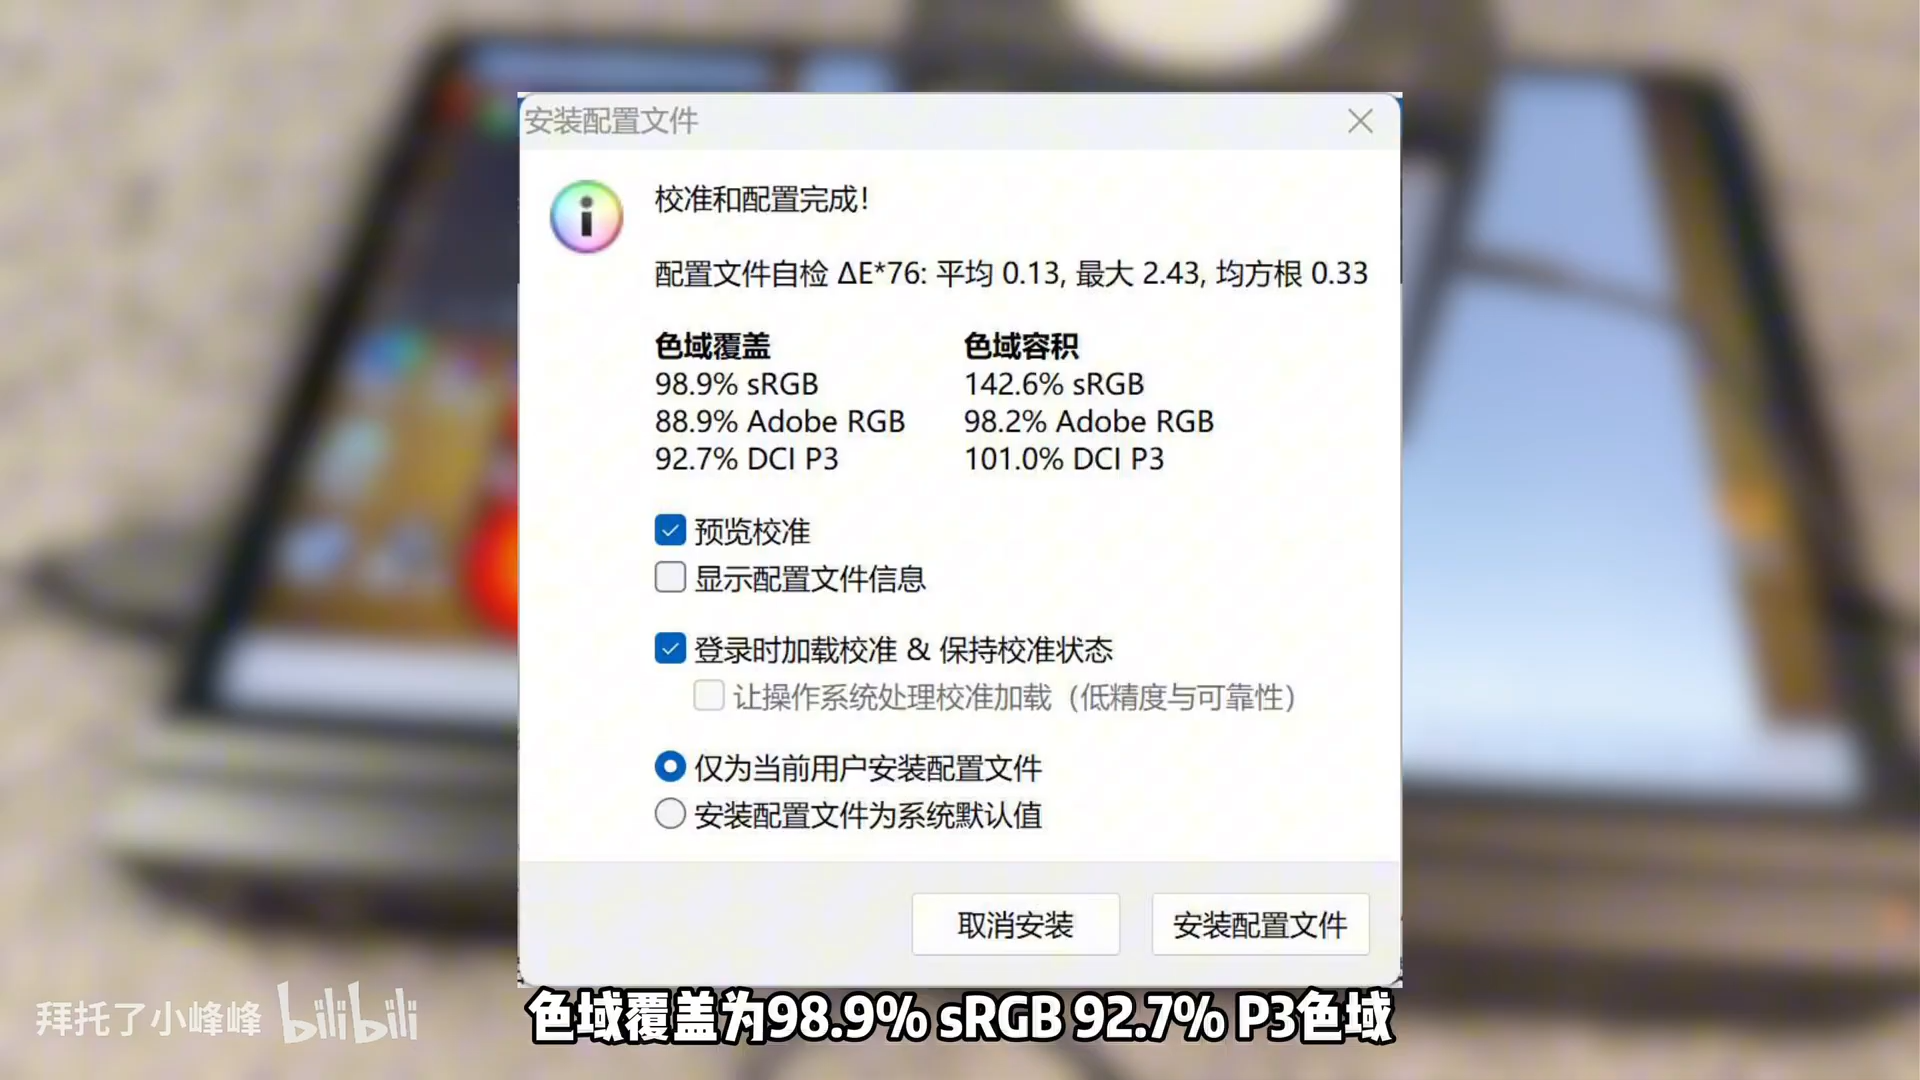 安装配置文件
校准和配置完成！
配置文件自检 ΔE*76: 平均 0.13, 最大 2.43, 均方根 0.33
色域覆盖 色域容积
98.9% sRGB 142.6% sRGB
88.9% Adobe RGB 98.2% Adobe RGB
92.7% DCI P3 101.0% DCI P3
预览校准
显示配置文件信息
登录时加载校准 & 保持校准状态
让操作系统处理校准加载（低精度与可靠性）
仅为当前用户安装配置文件
安装配置文件为系统默认值
取消安装 安装配置文件
拜托了小峰峰 bilibili
色域覆盖为98.9% sRGB 92.7% P3色域